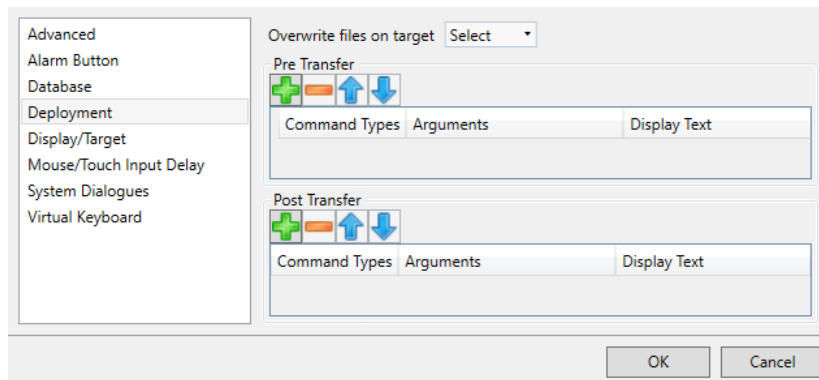 Advanced
Alarm Button
Database
Deployment
Display/Target
Mouse/Touch Input Delay
System Dialogues
Virtual Keyboard
Overwrite files on target Select
Pre Transfer
Command Types Arguments Display Text
Post Transfer
Command Types Arguments Display Text
OK Cancel